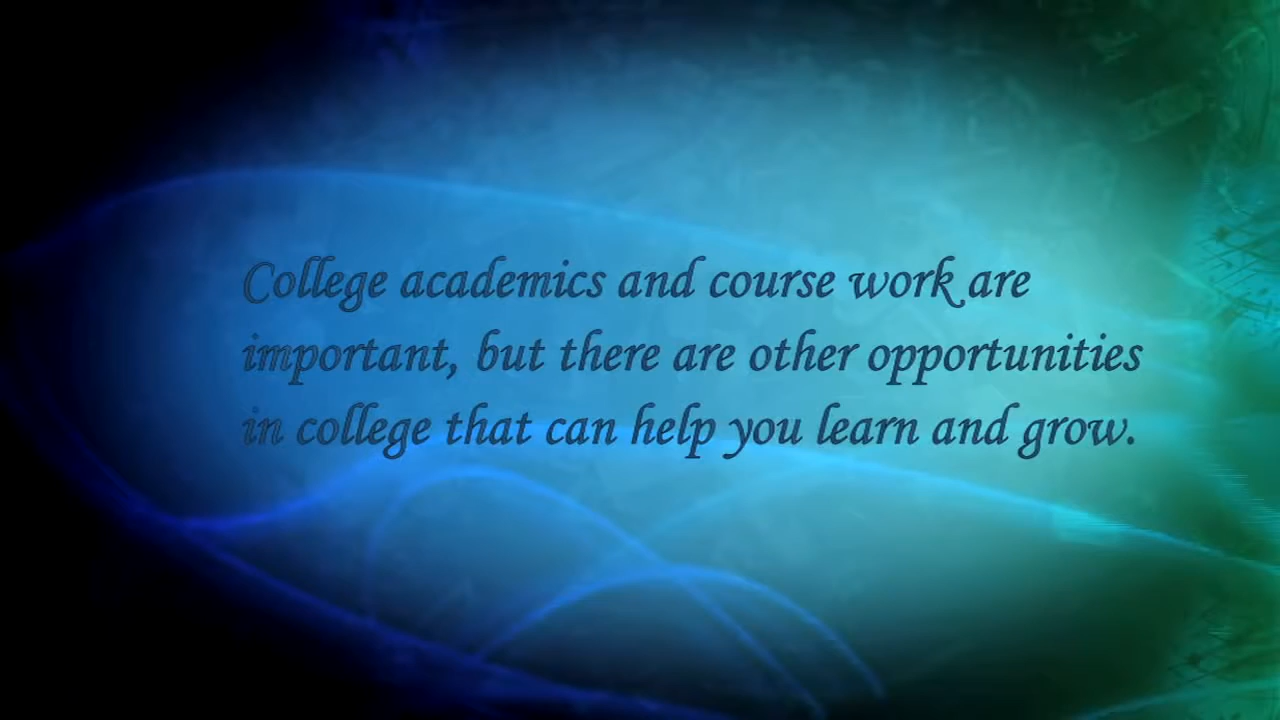 College academics and course work are
important, but there are other opportunities
in college that can help you learn and grow.